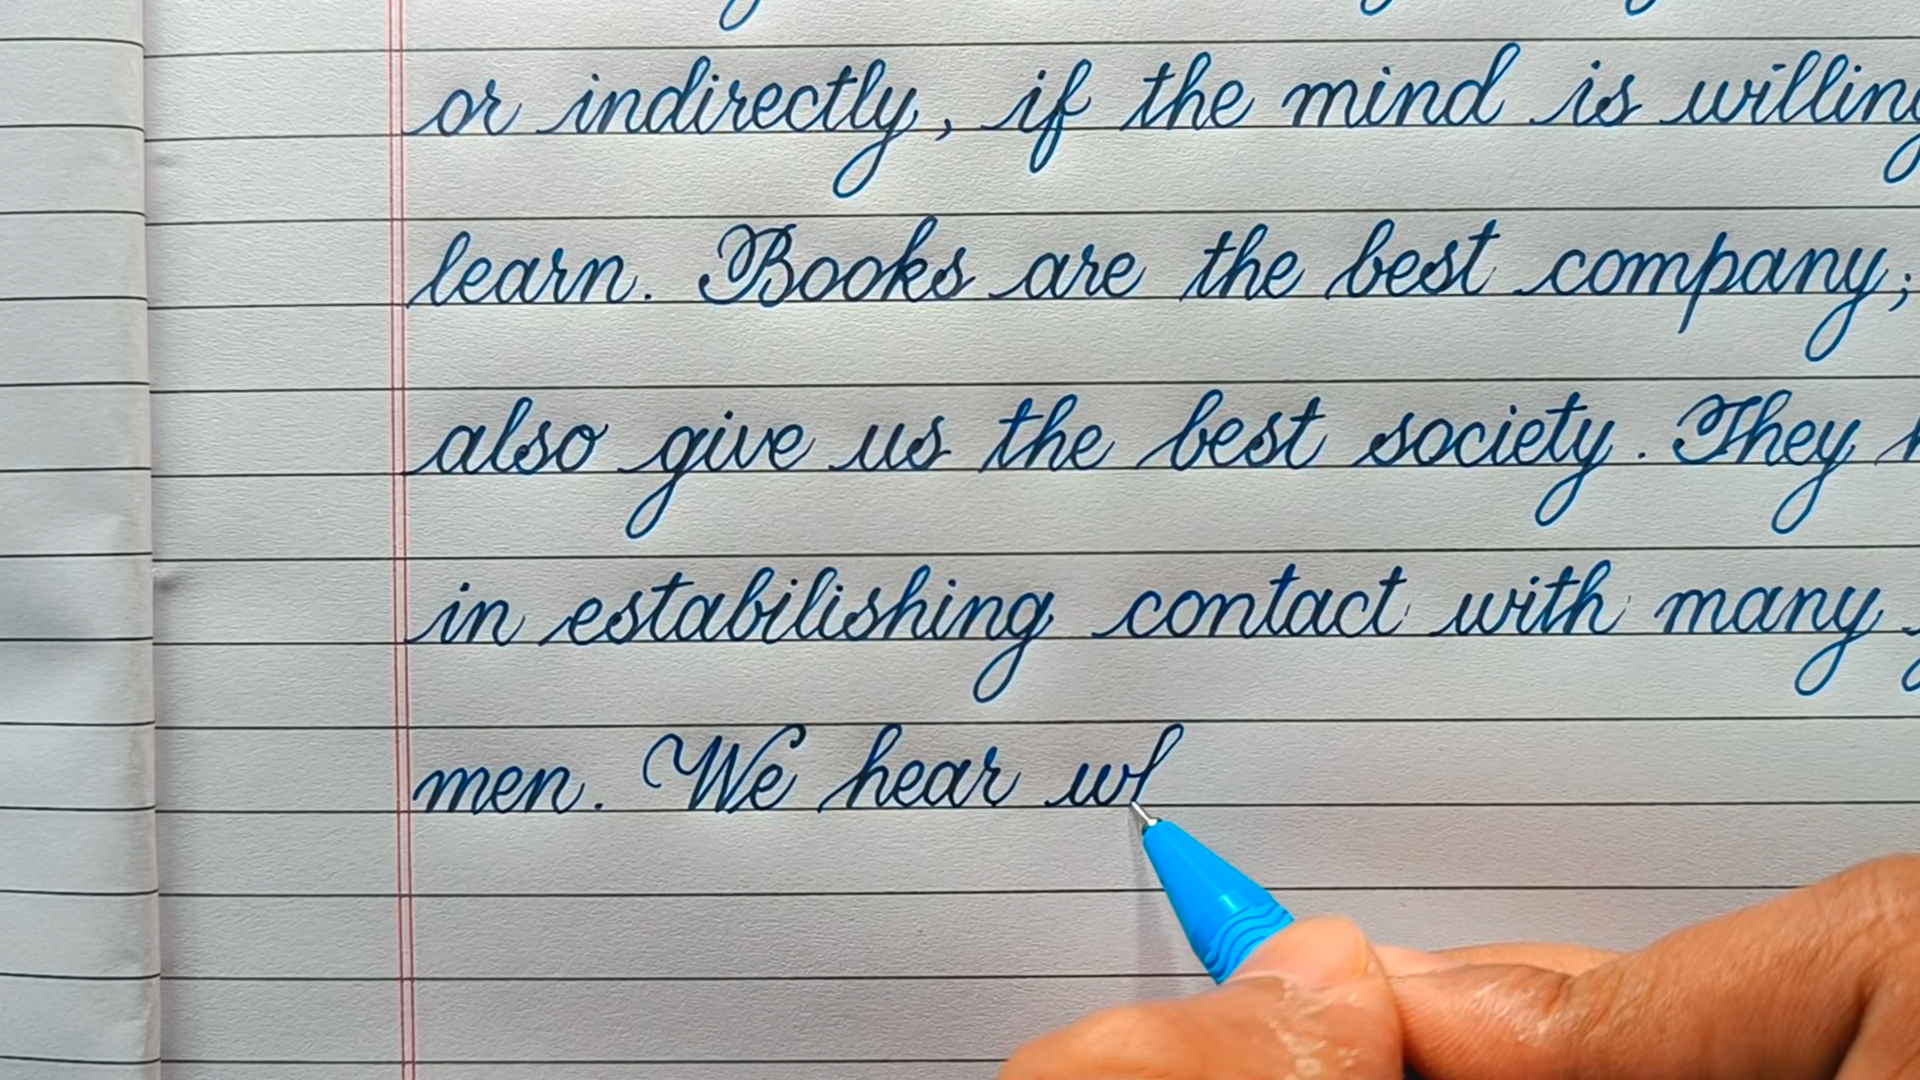 or indirectly, if the mind is willing
learn. Books are the best company;
also give us the best society. They
in estabilishing contact with many
men. We hear